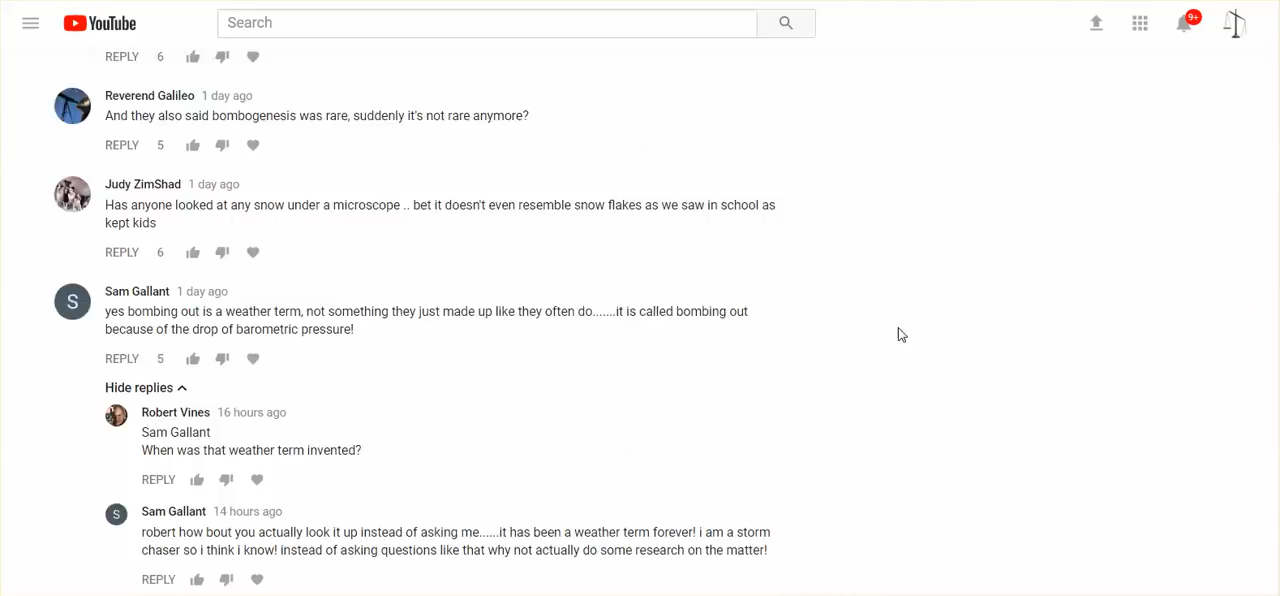 YouTube
Search
9+
REPLY 6
Reverend Galileo 1 day ago
And they also said bombogenesis was rare, suddenly it's not rare anymore?
REPLY 5
Judy ZimShad 1 day ago
Has anyone looked at any snow under a microscope .. bet it doesn't even resemble snow flakes as we saw in school as
kept kids
REPLY 6
S
Sam Gallant 1 day ago
yes bombing out is a weather term, not something they just made up like they often do.......it is called bombing out
because of the drop of barometric pressure!
REPLY 5
Hide replies
Robert Vines 16 hours ago
Sam Gallant
When was that weather term invented?
REPLY
S
Sam Gallant 14 hours ago
robert how bout you actually look it up instead of asking me......it has been a weather term forever! i am a storm
chaser so i think i know! instead of asking questions like that why not actually do some research on the matter!
REPLY